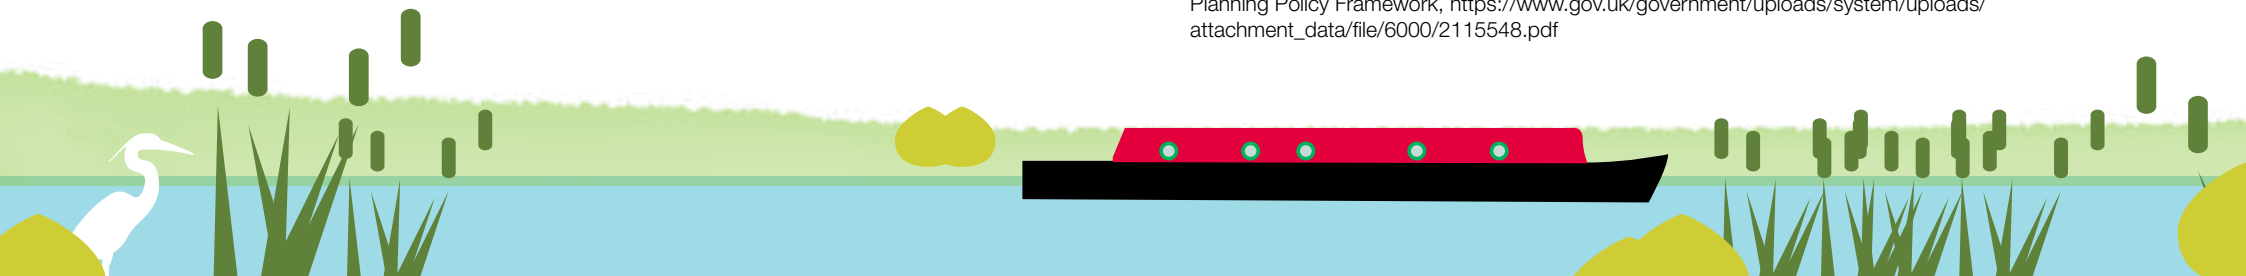 Planning Policy Framework, https://www.gov.uk/government/uploads/system/uploads/
attachment_data/file/6000/2115548.pdf